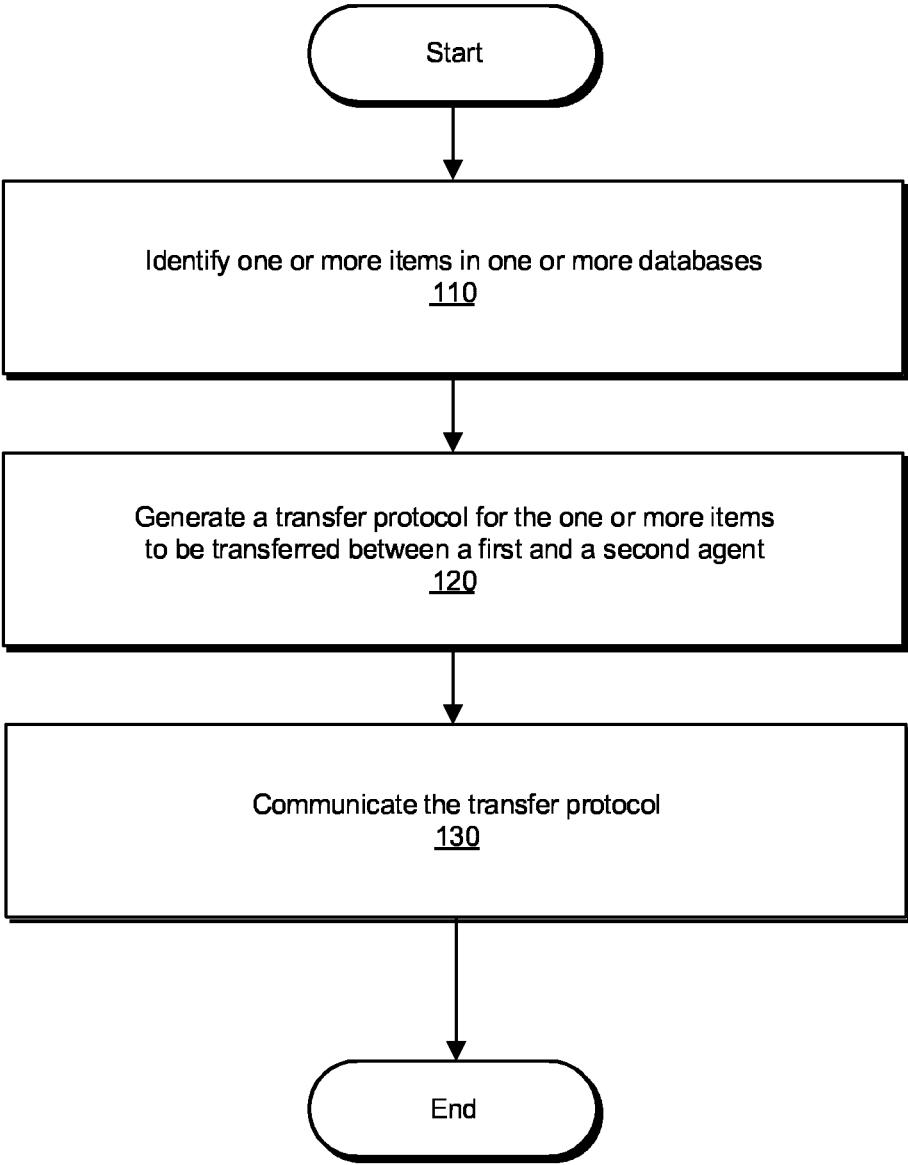 Start
Identify one or more items in one or more databases
110
Generate a transfer protocol for the one or more items
to be transferred between a first and a second agent
120
Communicate the transfer protocol
130
End